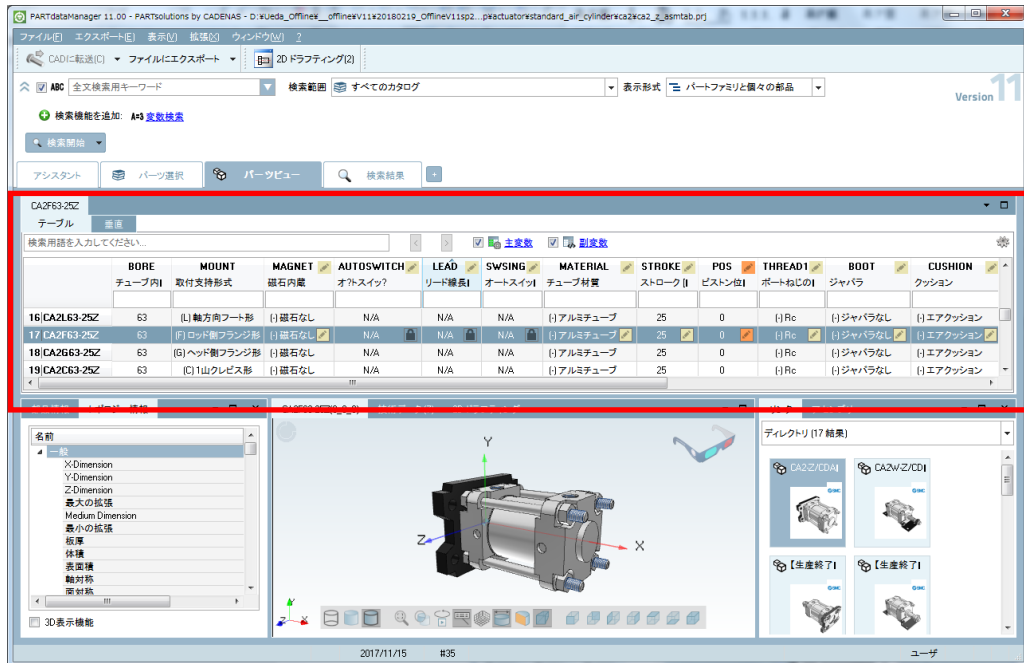 PARTdataManager 11.00 - PARTsolutions by CADENAS - D:¥Ueda_Offline¥__offline¥V11¥20180219_OfflineV11sp2...p¥actuator¥standard_air_cylinder¥ca2¥ca2_z_asmtab.prj
ファイル(F) エクスポート(E) 表示(V) 拡張(X) ウィンドウ(W) ?
CADに転送(C) ファイルにエクスポート 2D ドラフティング(2)
ABC 全文検索用キーワード 検索範囲 すべてのカタログ 表示形式 パートファミリと個々の部品
Version 11
検索機能を追加: A=3 変数検索
検索開始
アシスタント パーツ選択 パーツビュー 検索結果 +
CA2F63-25Z
テーブル 垂直
検索用語を入力してください... < > 主変数 副変数
BORE MOUNT MAGNET AUTOSWITCH LEAD SWSING MATERIAL STROKE POS THREAD1 BOOT CUSHION
チューブ内 取付支持形式 磁石内蔵 オートスイッ? リード線長 オートスイッ チューブ材質 ストローク [ ピストン位 ポートねじの ジャバラ クッション
16 CA2L63-25Z 63 (L) 軸方向フート形 (-) 磁石なし N/A N/A N/A (-) アルミチューブ 25 0 (-) Rc (-) ジャバラなし (-) エアクッション
17 CA2F63-25Z 63 (F) ロッド側フランジ形 (-) 磁石なし N/A N/A N/A (-) アルミチューブ 25 0 (-) Rc (-) ジャバラなし (-) エアクッション
18 CA2G63-25Z 63 (G) ヘッド側フランジ形 (-) 磁石なし N/A N/A N/A (-) アルミチューブ 25 0 (-) Rc (-) ジャバラなし (-) エアクッション
19 CA2C63-25Z 63 (C) 1山クレビス形 (-) 磁石なし N/A N/A N/A (-) アルミチューブ 25 0 (-) Rc (-) ジャバラなし (-) エアクッション
名前
一般
X-Dimension
Y-Dimension
Z-Dimension
最大の拡張
Medium Dimension
最小の拡張
板厚
体積
表面積
軸対称
面対称
3D表示機能
Y
Z
X
ディレクトリ (17 結果)
CA2-Z/CDA CA2W-Z/CD
【生産終了 【生産終了
2017/11/15 #35 ユーザ